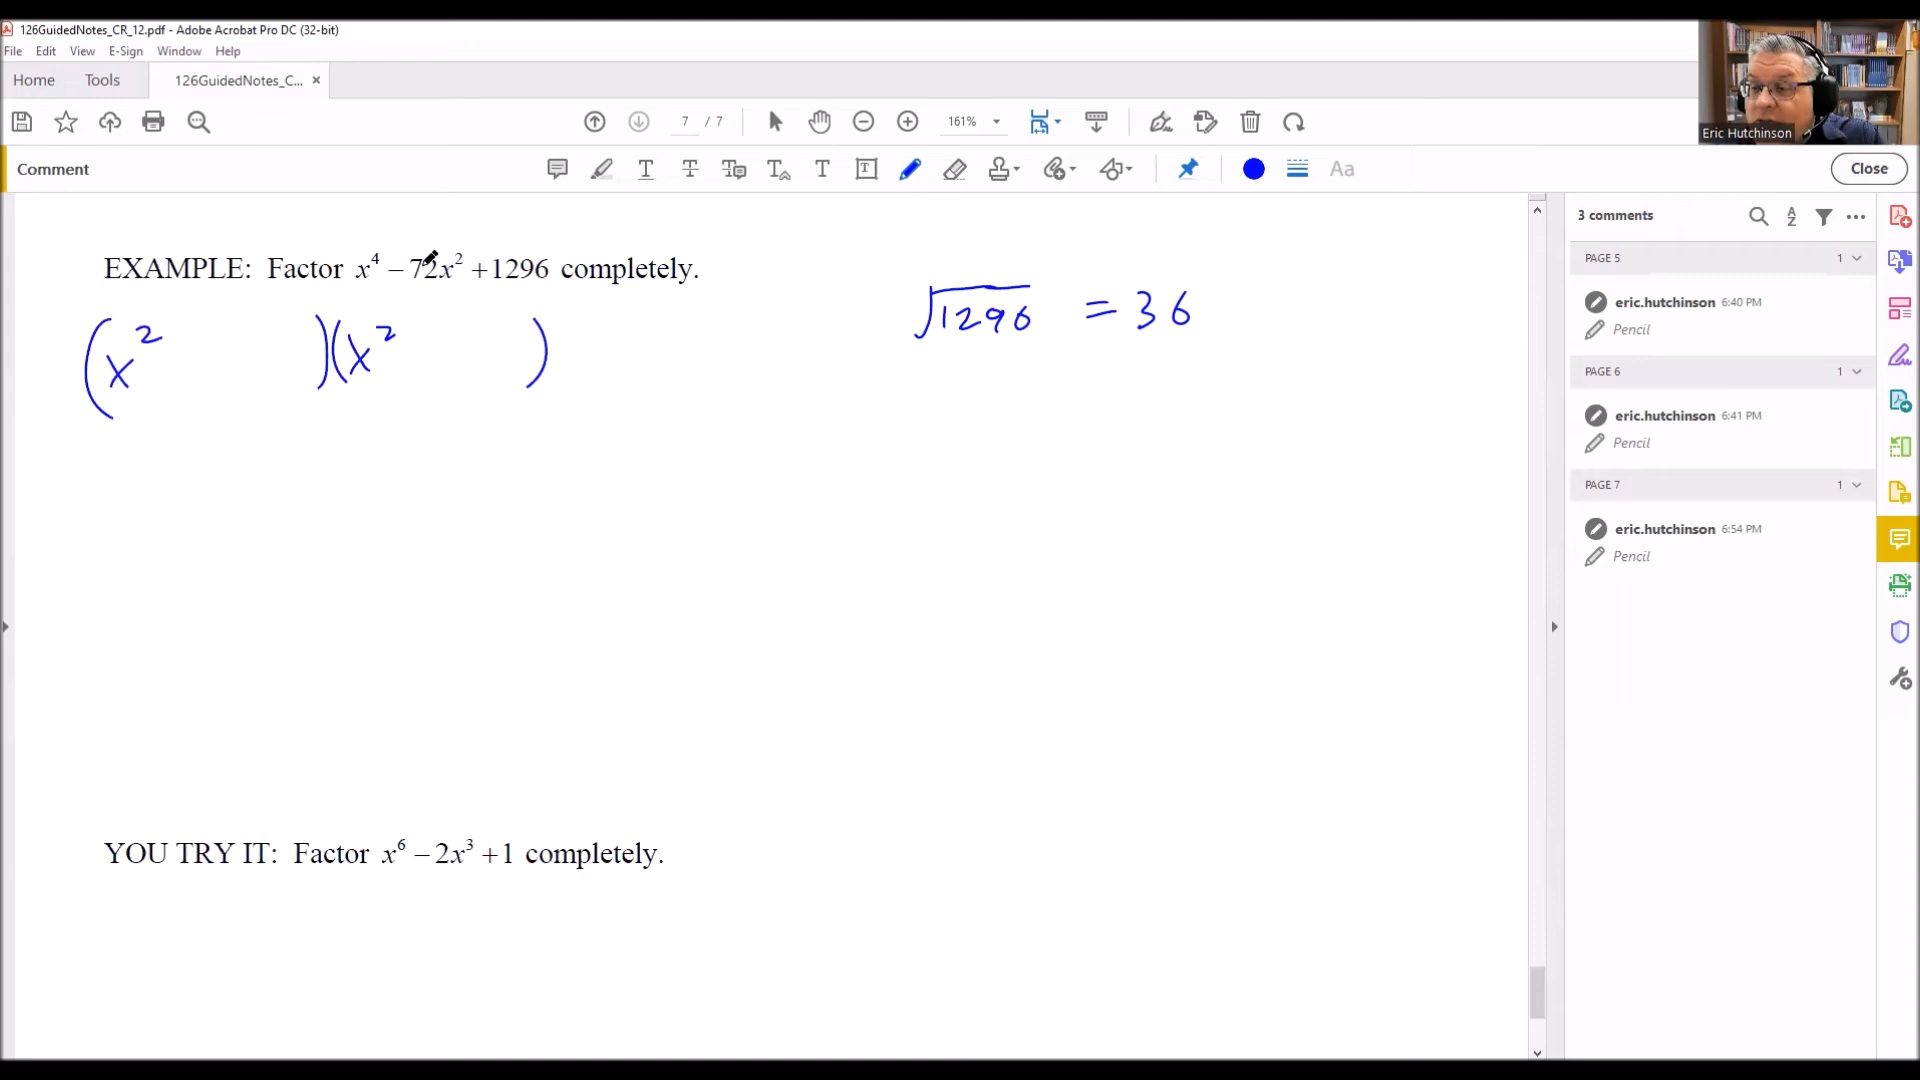 126GuidedNotes_CR_12.pdf - Adobe Acrobat Pro DC (32-bit)
File Edit View E-Sign Window Help
Home Tools 126GuidedNotes_C... ×
7 / 7 161%
Eric Hutchinson
Comment Aa Close
3 comments
EXAMPLE: Factor x⁴ − 72x² + 1296 completely.
(x² )(x² )
√1296 = 36
PAGE 5 1
eric.hutchinson 6:40 PM
Pencil
PAGE 6 1
eric.hutchinson 6:41 PM
Pencil
PAGE 7 1
eric.hutchinson 6:54 PM
Pencil
YOU TRY IT: Factor x⁶ − 2x³ + 1 completely.